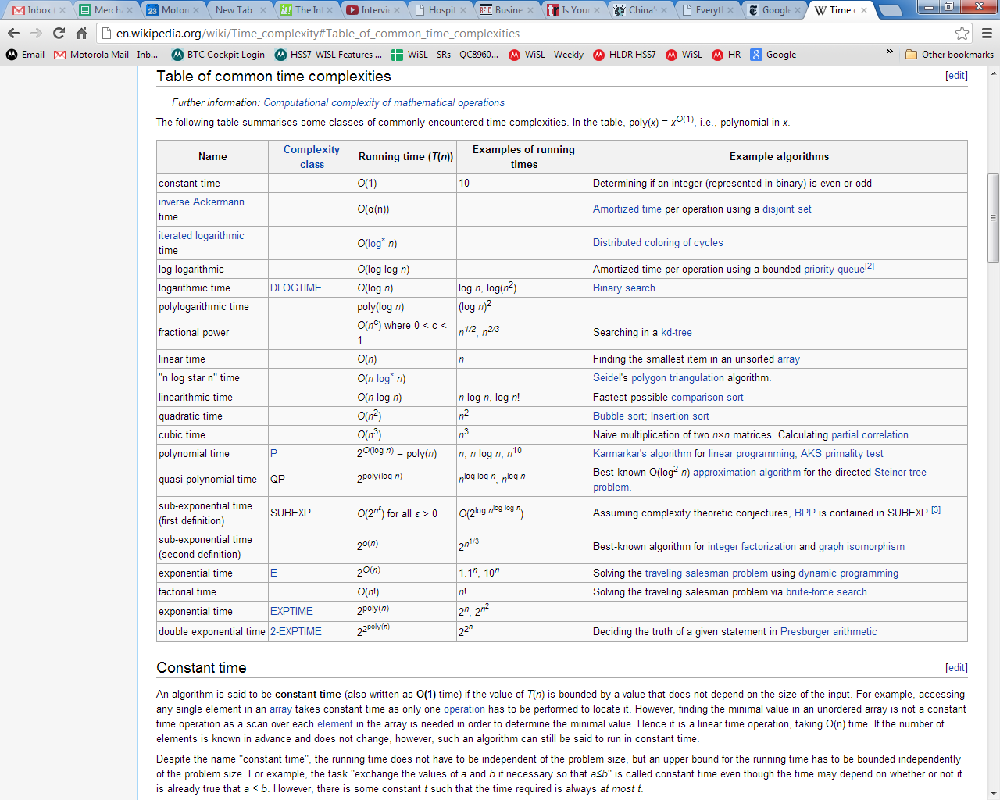 Inbox
Merch
Motor
New Tab
The In
Intervi
Hospit
Busine
Is Your
China'
Everyt
Google
Time c
en.wikipedia.org/wiki/Time_complexity#Table_of_common_time_complexities
Email Motorola Mail - Inb... BTC Cockpit Login HSS7-WISL Features ... WiSL - SRs - QC8960... WiSL - Weekly HLDR HSS7 WiSL HR Google » Other bookmarks
Table of common time complexities [edit]
Further information: Computational complexity of mathematical operations
The following table summarises some classes of commonly encountered time complexities. In the table, poly(x) = x^O(1), i.e., polynomial in x.
Name Complexity class Running time (T(n)) Examples of running times Example algorithms
constant time O(1) 10 Determining if an integer (represented in binary) is even or odd
inverse Ackermann time O(α(n)) Amortized time per operation using a disjoint set
iterated logarithmic time O(log* n) Distributed coloring of cycles
log-logarithmic O(log log n) Amortized time per operation using a bounded priority queue[2]
logarithmic time DLOGTIME O(log n) log n, log(n²) Binary search
polylogarithmic time poly(log n) (log n)²
fractional power O(n^c) where 0 < c < 1 n^1/2, n^2/3 Searching in a kd-tree
linear time O(n) n Finding the smallest item in an unsorted array
"n log star n" time O(n log* n) Seidel's polygon triangulation algorithm.
linearithmic time O(n log n) n log n, log n! Fastest possible comparison sort
quadratic time O(n²) n² Bubble sort; Insertion sort
cubic time O(n³) n³ Naive multiplication of two n×n matrices. Calculating partial correlation.
polynomial time P 2^O(log n) = poly(n) n, n log n, n^10 Karmarkar's algorithm for linear programming; AKS primality test
quasi-polynomial time QP 2^poly(log n) n^log log n, n^log n Best-known O(log² n)-approximation algorithm for the directed Steiner tree problem.
sub-exponential time (first definition) SUBEXP O(2^n^ε) for all ε > 0 O(2^log n^log log n) Assuming complexity theoretic conjectures, BPP is contained in SUBEXP.[3]
sub-exponential time (second definition) 2^o(n) 2^n^1/3 Best-known algorithm for integer factorization and graph isomorphism
exponential time E 2^O(n) 1.1^n, 10^n Solving the traveling salesman problem using dynamic programming
factorial time O(n!) n! Solving the traveling salesman problem via brute-force search
exponential time EXPTIME 2^poly(n) 2^n, 2^n^2
double exponential time 2-EXPTIME 2^2^poly(n) 2^2^n Deciding the truth of a given statement in Presburger arithmetic
Constant time [edit]
An algorithm is said to be constant time (also written as O(1) time) if the value of T(n) is bounded by a value that does not depend on the size of the input. For example, accessing
any single element in an array takes constant time as only one operation has to be performed to locate it. However, finding the minimal value in an unordered array is not a constant
time operation as a scan over each element in the array is needed in order to determine the minimal value. Hence it is a linear time operation, taking O(n) time. If the number of
elements is known in advance and does not change, however, such an algorithm can still be said to run in constant time.
Despite the name "constant time", the running time does not have to be independent of the problem size, but an upper bound for the running time has to be bounded independently
of the problem size. For example, the task "exchange the values of a and b if necessary so that a≤b" is called constant time even though the time may depend on whether or not it
is already true that a ≤ b. However, there is some constant t such that the time required is always at most t.